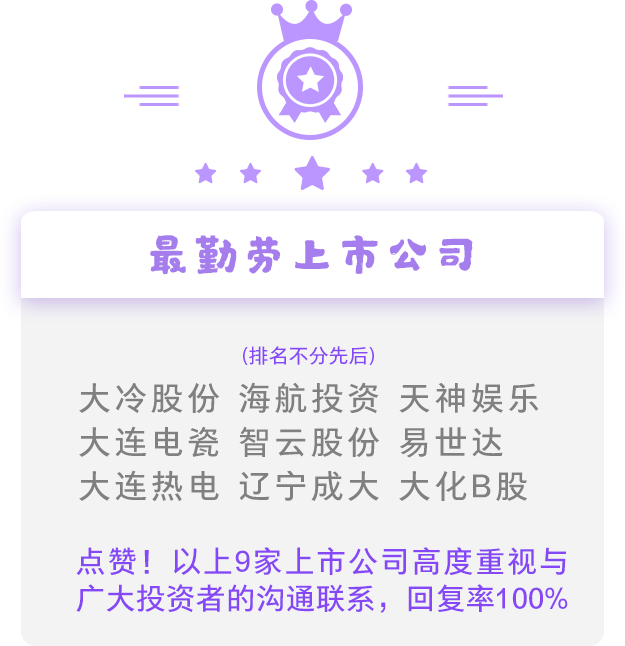 最勤劳上市公司
(排名不分先后)
大冷股份 海航投资 天神娱乐
大连电瓷 智云股份 易世达
大连热电 辽宁成大 大化B股
点赞！以上9家上市公司高度重视与
广大投资者的沟通联系，回复率100%